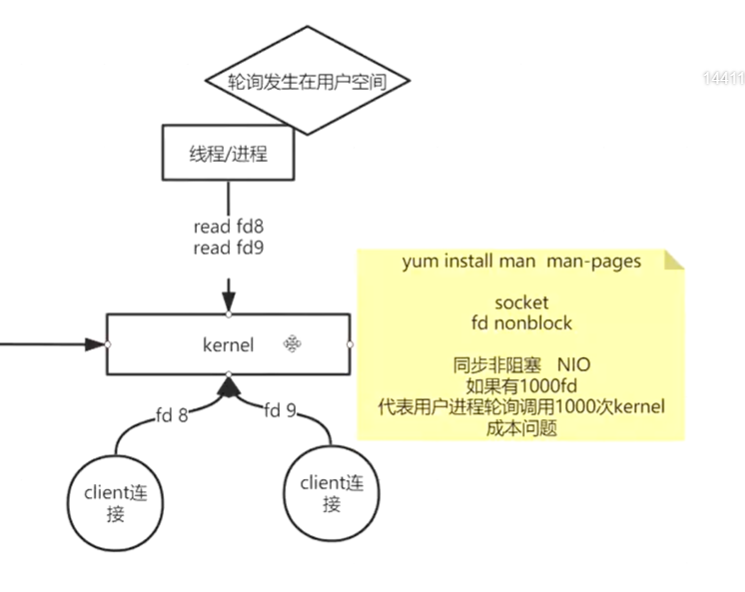 轮询发生在用户空间
14411
线程/进程
read fd8
read fd9
yum install man man-pages
socket
fd nonblock
kernel
同步非阻塞 NIO
如果有1000fd
代表用户进程轮询调用1000次kernel
成本问题
fd 8
fd 9
client连
接
client连
接